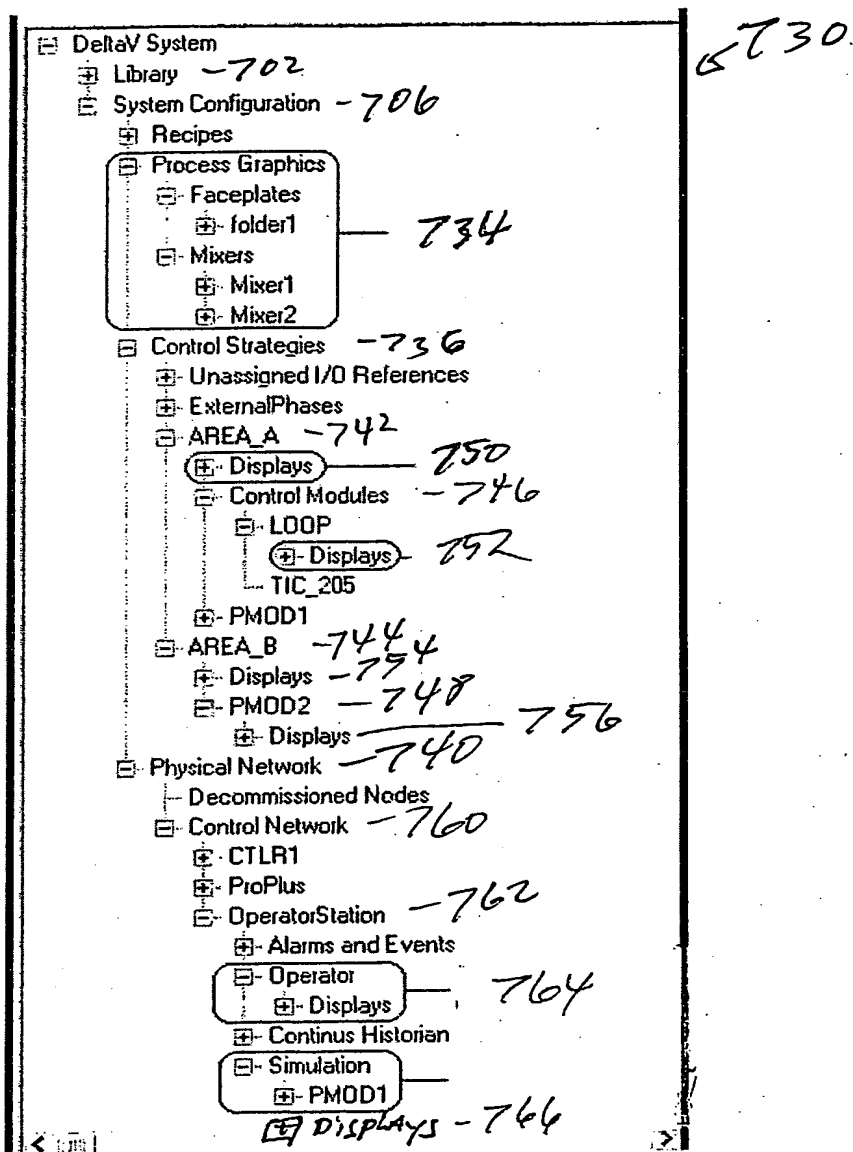 DeltaV System
730
Library - 702
System Configuration - 706
Recipes
Process Graphics
Faceplates
folder1
734
Mixers
Mixer1
Mixer2
Control Strategies - 736
Unassigned I/O References
ExternalPhases
AREA_A - 742
Displays 750
Control Modules - 746
LOOP
Displays 752
TIC_205
PMOD1
AREA_B - 744
Displays - 754
PMOD2 - 748
Displays 756
Physical Network - 740
Decommissioned Nodes
Control Network - 760
CTLR1
ProPlus
OperatorStation - 762
Alarms and Events
Operator
764
Displays
Continus Historian
Simulation
PMOD1
DISPLAYS - 766